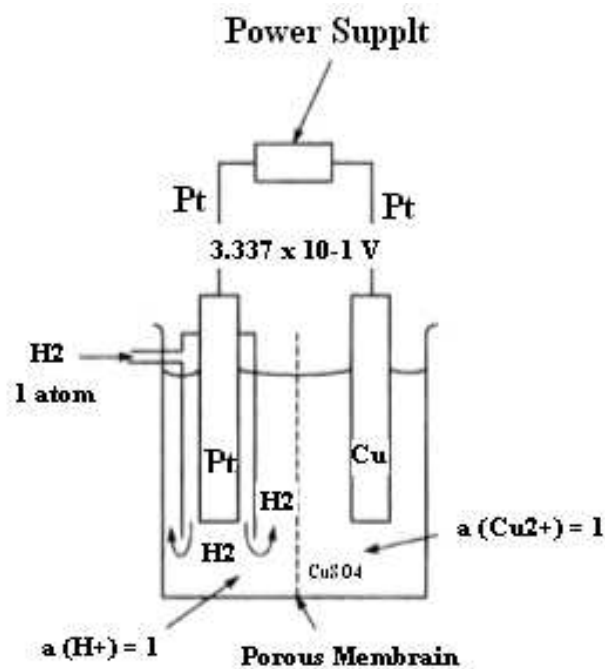 Power Supplt
Pt
Pt
3.337 x 10-1 V
H2
1 atom
Pt
Cu
H2
H2
a (Cu2+) = 1
CuSO4
a (H+) = 1
Porous Membrain